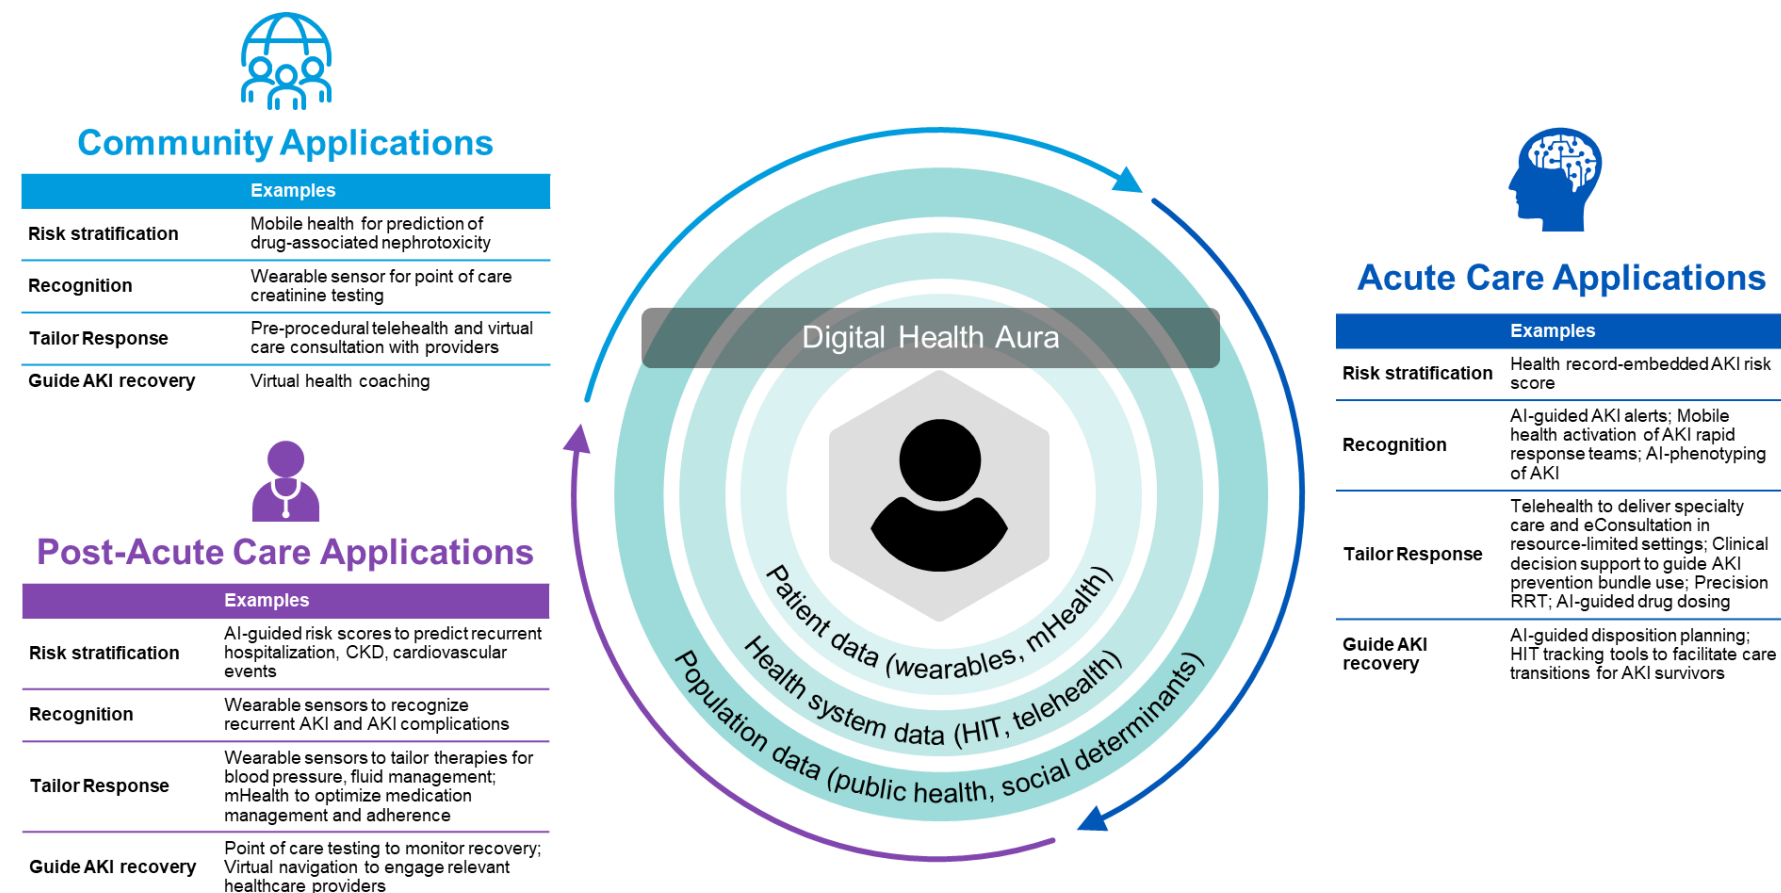 Community Applications
Examples
Risk stratification
Mobile health for prediction of
drug-associated nephrotoxicity
Recognition
Wearable sensor for point of care
creatinine testing
Tailor Response
Pre-procedural telehealth and virtual
care consultation with providers
Guide AKI recovery
Virtual health coaching
Post-Acute Care Applications
Examples
Risk stratification
AI-guided risk scores to predict recurrent
hospitalization, CKD, cardiovascular
events
Recognition
Wearable sensors to recognize
recurrent AKI and AKI complications
Tailor Response
Wearable sensors to tailor therapies for
blood pressure, fluid management;
mHealth to optimize medication
management and adherence
Guide AKI recovery
Point of care testing to monitor recovery;
Virtual navigation to engage relevant
healthcare providers
Digital Health Aura
Patient data (wearables, mHealth)
Health system data (HIT, telehealth)
Population data (public health, social determinants)
Acute Care Applications
Examples
Risk stratification
Health record-embedded AKI risk
score
Recognition
AI-guided AKI alerts; Mobile
health activation of AKI rapid
response teams; AI-phenotyping
of AKI
Tailor Response
Telehealth to deliver specialty
care and eConsultation in
resource-limited settings; Clinical
decision support to guide AKI
prevention bundle use; Precision
RRT; AI-guided drug dosing
Guide AKI
recovery
AI-guided disposition planning;
HIT tracking tools to facilitate care
transitions for AKI survivors